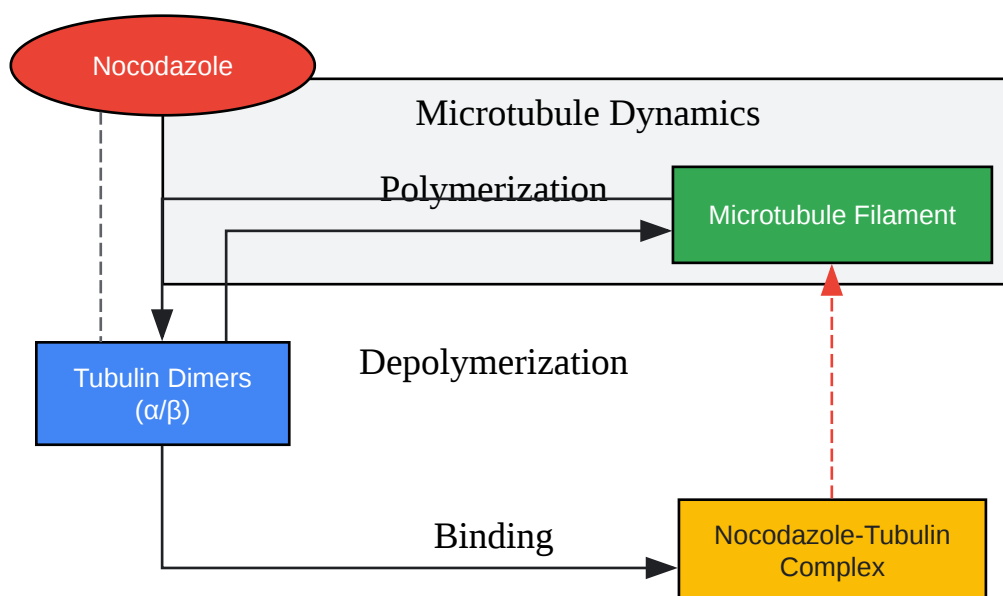 Nocodazole
Microtubule Dynamics
Polymerization
Microtubule Filament
Depolymerization
Tubulin Dimers
(α/β)
Binding
Nocodazole-Tubulin
Complex